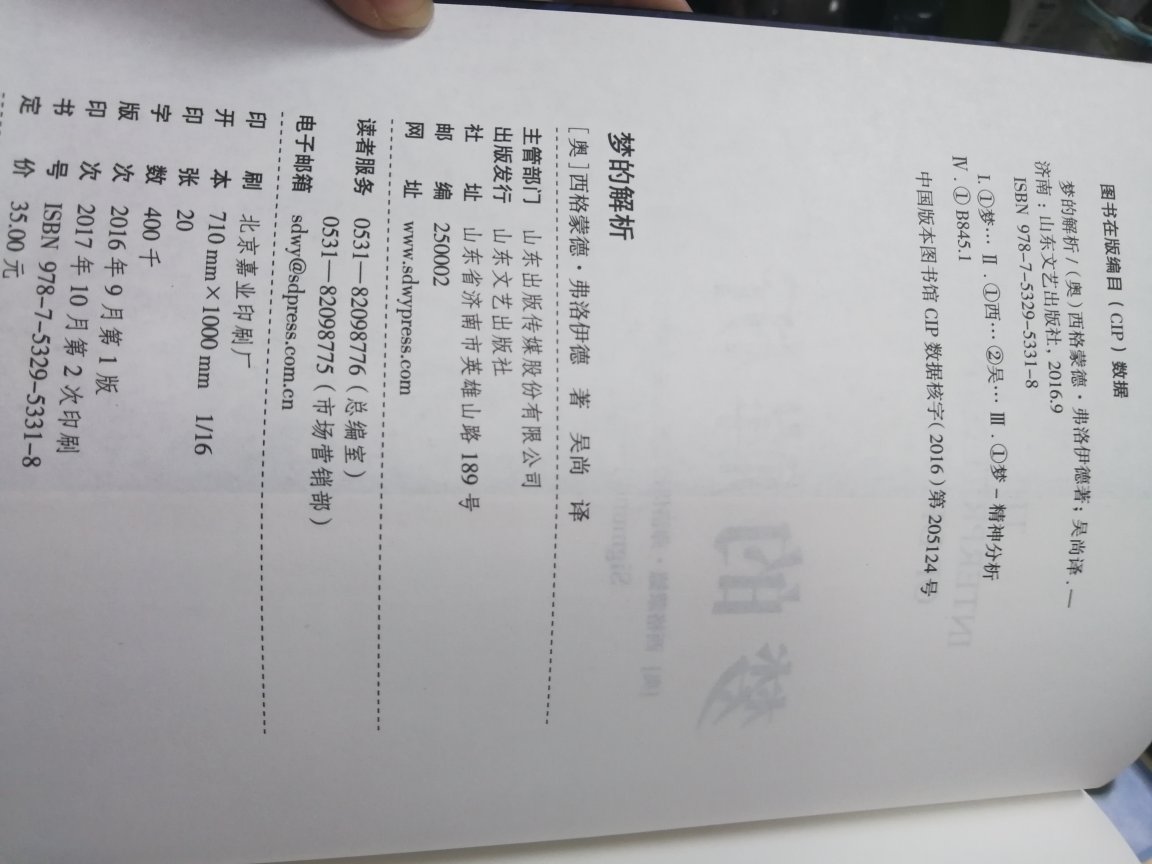 图书在版编目（CIP）数据
梦的解析/（奥）西格蒙德·弗洛伊德著；吴尚译．—
济南：山东文艺出版社，2016.9
ISBN 978-7-5329-5331-8
Ⅰ.①梦… Ⅱ.①西…②吴… Ⅲ.①梦－精神分析
Ⅳ.①B845.1
中国版本图书馆 CIP 数据核字（2016）第 205124 号
梦的解析
［奥］西格蒙德·弗洛伊德 著 吴尚 译
主管部门 山东出版传媒股份有限公司
出版发行 山东文艺出版社
社 址 山东省济南市英雄山路 189 号
邮 编 250002
网 址 www.sdwypress.com
读者服务 0531—82098776（总编室）
0531—82098775（市场营销部）
电子邮箱 sdwy@sdpress.com.cn
印 刷 北京嘉业印刷厂
开 本 710 mm×1000 mm 1/16
印 张 20
字 数 400 千
版 次 2016 年 9 月第 1 版
印 次 2017 年 10 月第 2 次印刷
书 号 ISBN 978-7-5329-5331-8
定 价 35.00 元